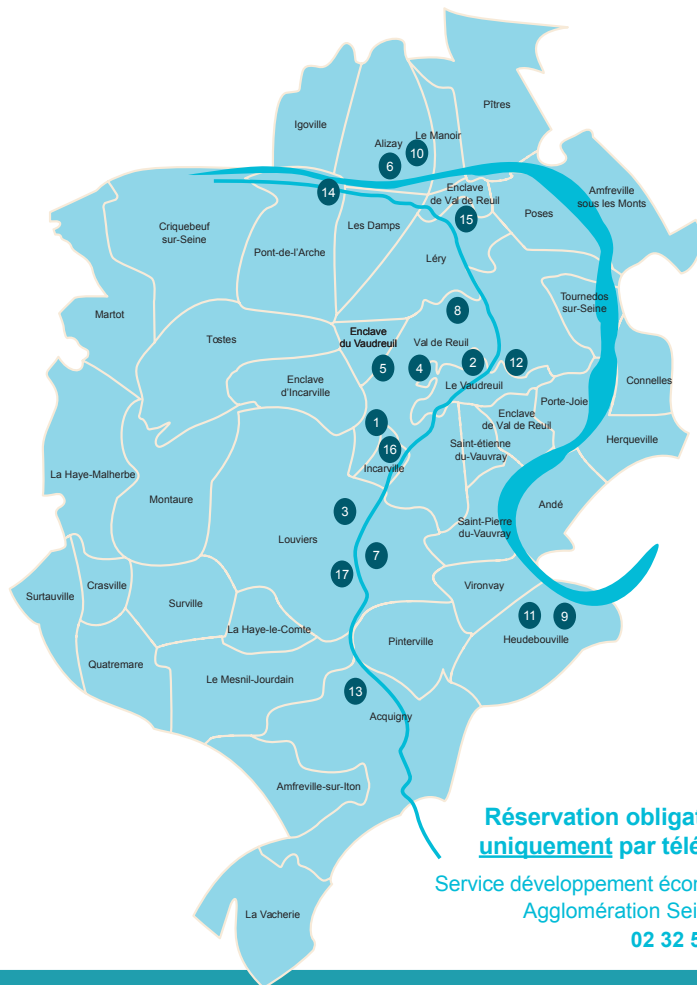 Pîtres
Igoville
Le Manoir
Alizay
10
6
14
Enclave
de Val de Reuil
15
Amfreville
sous les Monts
Poses
Criquebeuf
sur-Seine
Les Damps
Pont-de-l'Arche
Léry
Martot
Tournedos
sur-Seine
8
Tostes
Enclave
du Vaudreuil
Val de Reuil
5
4
2
12
Connelles
Enclave
d'Incarville
Le Vaudreuil
Porte-Joie
Enclave
de Val de Reuil
1
16
Saint-étienne
du-Vauvray
Herqueville
Incarville
La Haye-Malherbe
Montaure
3
Andé
Saint-Pierre
du-Vauvray
Louviers
7
17
Surtauville
Crasville
Surville
Vironvay
11
9
La Haye-le-Comte
Pinterville
Heudebouville
Quatremare
Le Mesnil-Jourdain
13
Acquigny
Amfreville-sur-Iton
La Vacherie
Réservation obligat
uniquement par télé
Service développement écon
Agglomération Sei
02 32 5